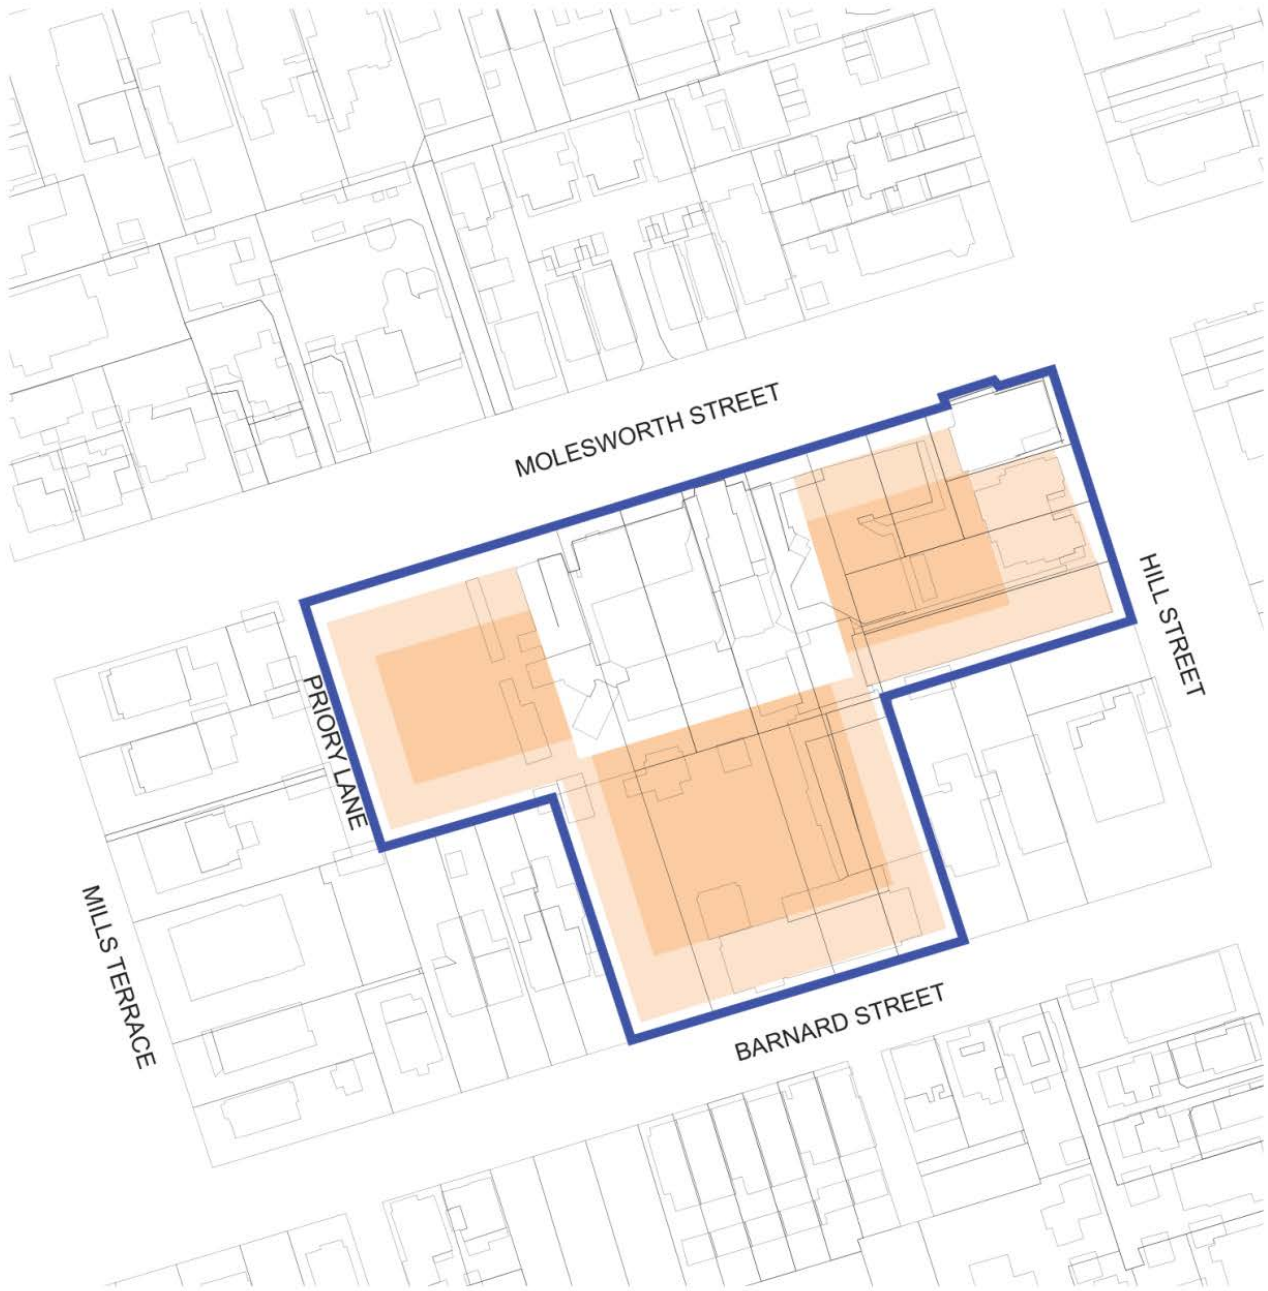 MOLESWORTH STREET
HILL STREET
PRIORY LANE
MILLS TERRACE
BARNARD STREET